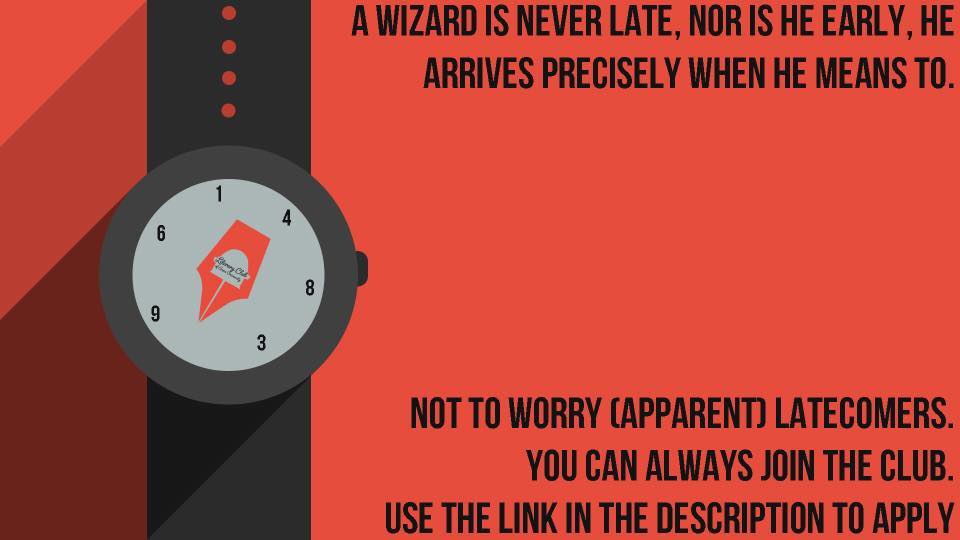 A WIZARD IS NEVER LATE, NOR IS HE EARLY, HE
ARRIVES PRECISELY WHEN HE MEANS TO.
1
4
6
Literary Club
8
9
3
NOT TO WORRY (APPARENT) LATECOMERS.
YOU CAN ALWAYS JOIN THE CLUB.
USE THE LINK IN THE DESCRIPTION TO APPLY